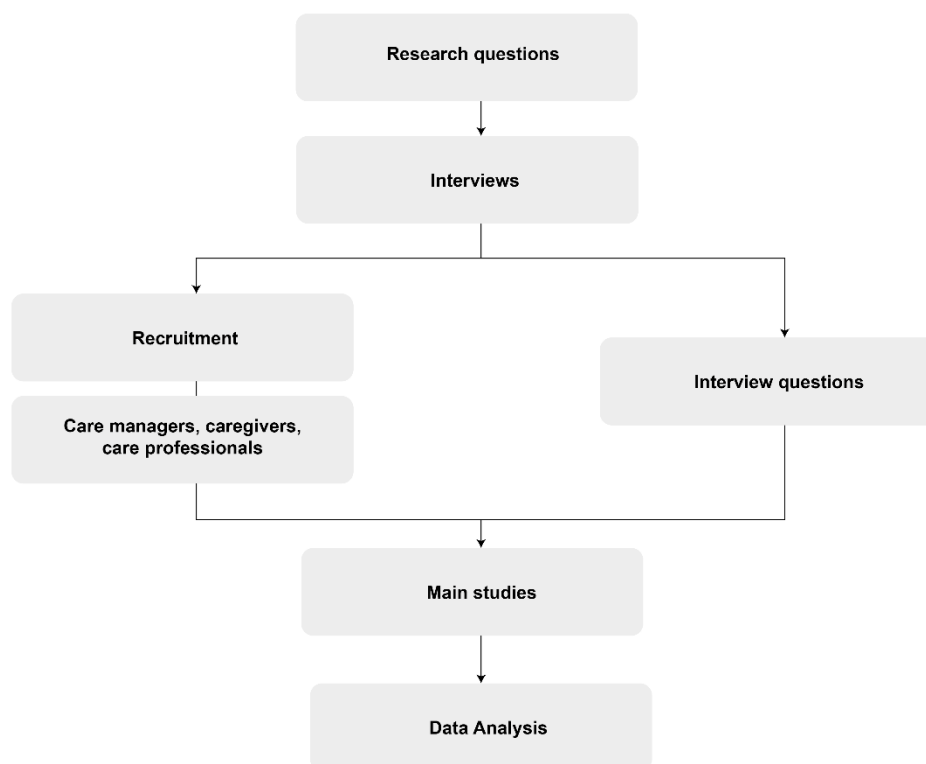 Research questions
Interviews
Recruitment
Interview questions
Care managers, caregivers,
care professionals
Main studies
Data Analysis